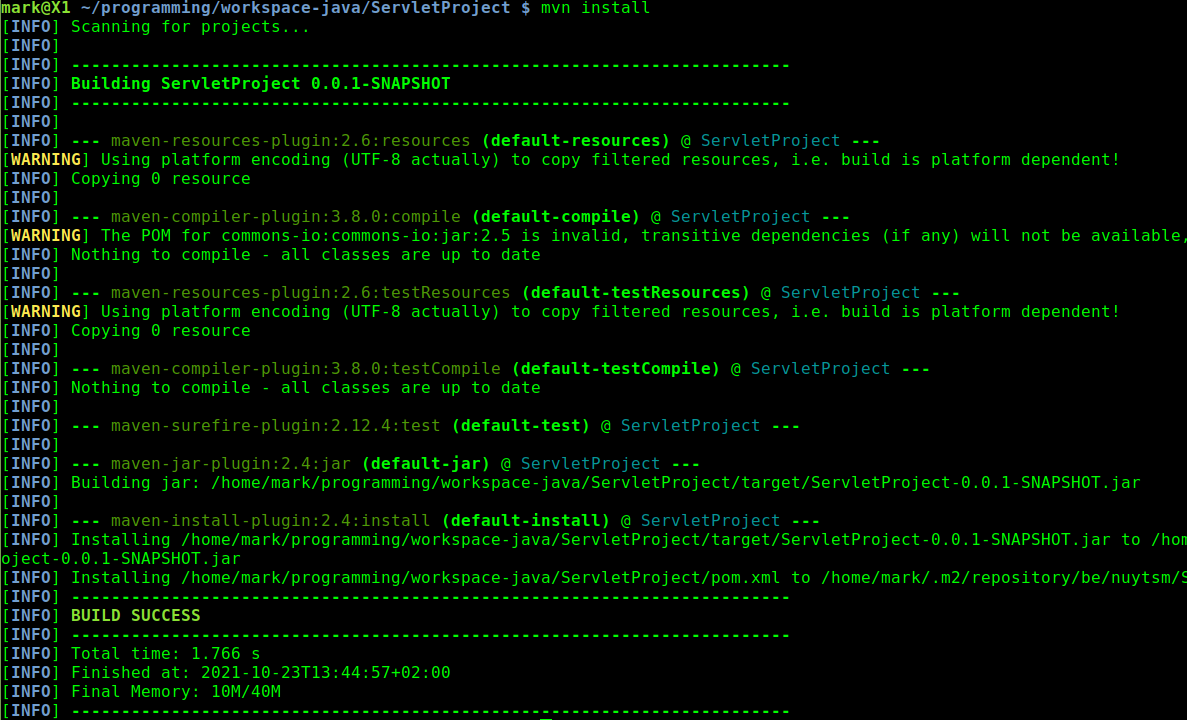 mark@X1 ~/programming/workspace-java/ServletProject $ mvn install
[INFO] Scanning for projects...
[INFO]
[INFO] ------------------------------------------------------------------------
[INFO] Building ServletProject 0.0.1-SNAPSHOT
[INFO] ------------------------------------------------------------------------
[INFO]
[INFO] --- maven-resources-plugin:2.6:resources (default-resources) @ ServletProject ---
[WARNING] Using platform encoding (UTF-8 actually) to copy filtered resources, i.e. build is platform dependent!
[INFO] Copying 0 resource
[INFO]
[INFO] --- maven-compiler-plugin:3.8.0:compile (default-compile) @ ServletProject ---
[WARNING] The POM for commons-io:commons-io:jar:2.5 is invalid, transitive dependencies (if any) will not be available,
[INFO] Nothing to compile - all classes are up to date
[INFO]
[INFO] --- maven-resources-plugin:2.6:testResources (default-testResources) @ ServletProject ---
[WARNING] Using platform encoding (UTF-8 actually) to copy filtered resources, i.e. build is platform dependent!
[INFO] Copying 0 resource
[INFO]
[INFO] --- maven-compiler-plugin:3.8.0:testCompile (default-testCompile) @ ServletProject ---
[INFO] Nothing to compile - all classes are up to date
[INFO]
[INFO] --- maven-surefire-plugin:2.12.4:test (default-test) @ ServletProject ---
[INFO]
[INFO] --- maven-jar-plugin:2.4:jar (default-jar) @ ServletProject ---
[INFO] Building jar: /home/mark/programming/workspace-java/ServletProject/target/ServletProject-0.0.1-SNAPSHOT.jar
[INFO]
[INFO] --- maven-install-plugin:2.4:install (default-install) @ ServletProject ---
[INFO] Installing /home/mark/programming/workspace-java/ServletProject/target/ServletProject-0.0.1-SNAPSHOT.jar to /hom
oject-0.0.1-SNAPSHOT.jar
[INFO] Installing /home/mark/programming/workspace-java/ServletProject/pom.xml to /home/mark/.m2/repository/be/nuytsm/S
[INFO] ------------------------------------------------------------------------
[INFO] BUILD SUCCESS
[INFO] ------------------------------------------------------------------------
[INFO] Total time: 1.766 s
[INFO] Finished at: 2021-10-23T13:44:57+02:00
[INFO] Final Memory: 10M/40M
[INFO] ------------------------------------------------------------------------